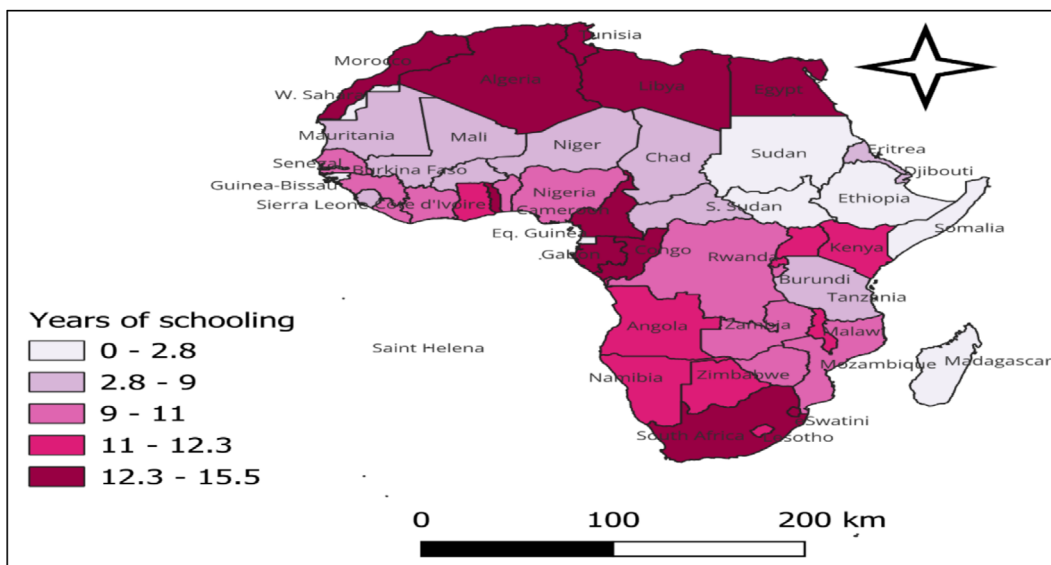 Tunisia
Morocco
Algeria
Libya
Egypt
W. Sahara
Mauritania
Mali
Niger
Chad
Sudan
Eritrea
Senegal
Burkina Faso
Djibouti
Guinea-Bissau
Nigeria
S. Sudan
Ethiopia
Sierra Leone
Cote d'Ivoire
Cameroon
Somalia
Eq. Guinea
Gabon
Congo
Rwanda
Kenya
Burundi
Tanzania
Angola
Zambia
Malawi
Saint Helena
Mozambique
Madagascar
Namibia
Zimbabwe
Swatini
South Africa
Lesotho
Years of schooling
0 - 2.8
2.8 - 9
9 - 11
11 - 12.3
12.3 - 15.5
0 100 200 km